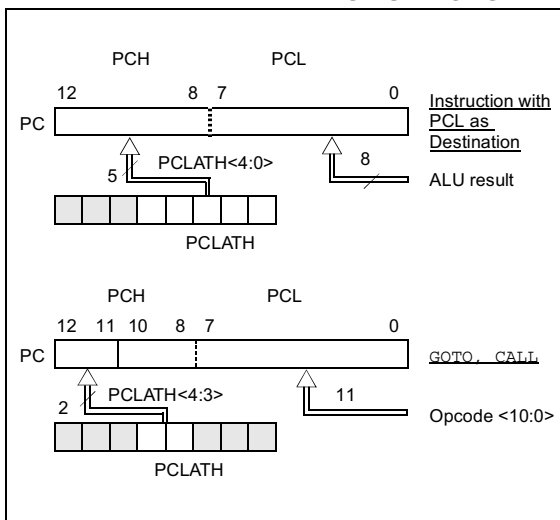 PCH PCL
12 8 7 0
PC
Instruction with
PCL as
Destination
PCLATH<4:0>
5
8
ALU result
PCLATH
PCH PCL
12 11 10 8 7 0
PC
GOTO, CALL
PCLATH<4:3>
2
11
Opcode <10:0>
PCLATH